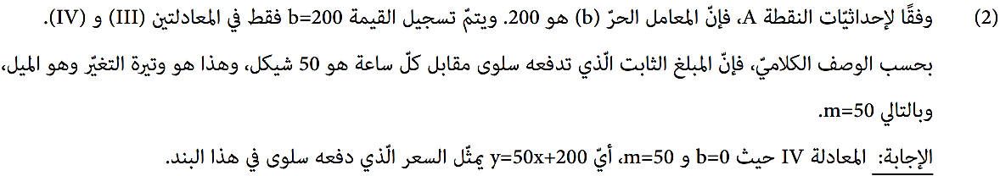 (2) وفقًا لإحداثيّات النقطة A، فإنّ المعامل الحرّ (b) هو 200. ويتمّ تسجيل القيمة b=200 فقط في المعادلتين (III) و (IV).
بحسب الوصف الكلاميّ، فإنّ المبلغ الثابت الّذي تدفعه سلوى مقابل كلّ ساعة هو 50 شيكل، وهذا هو وتيرة التغيّر وهو الميل،
وبالتالي m=50.
الإجابة: المعادلة IV حيث b=0 و m=50، أيّ y=50x+200 يمثّل السعر الّذي دفعه سلوى في هذا البند.